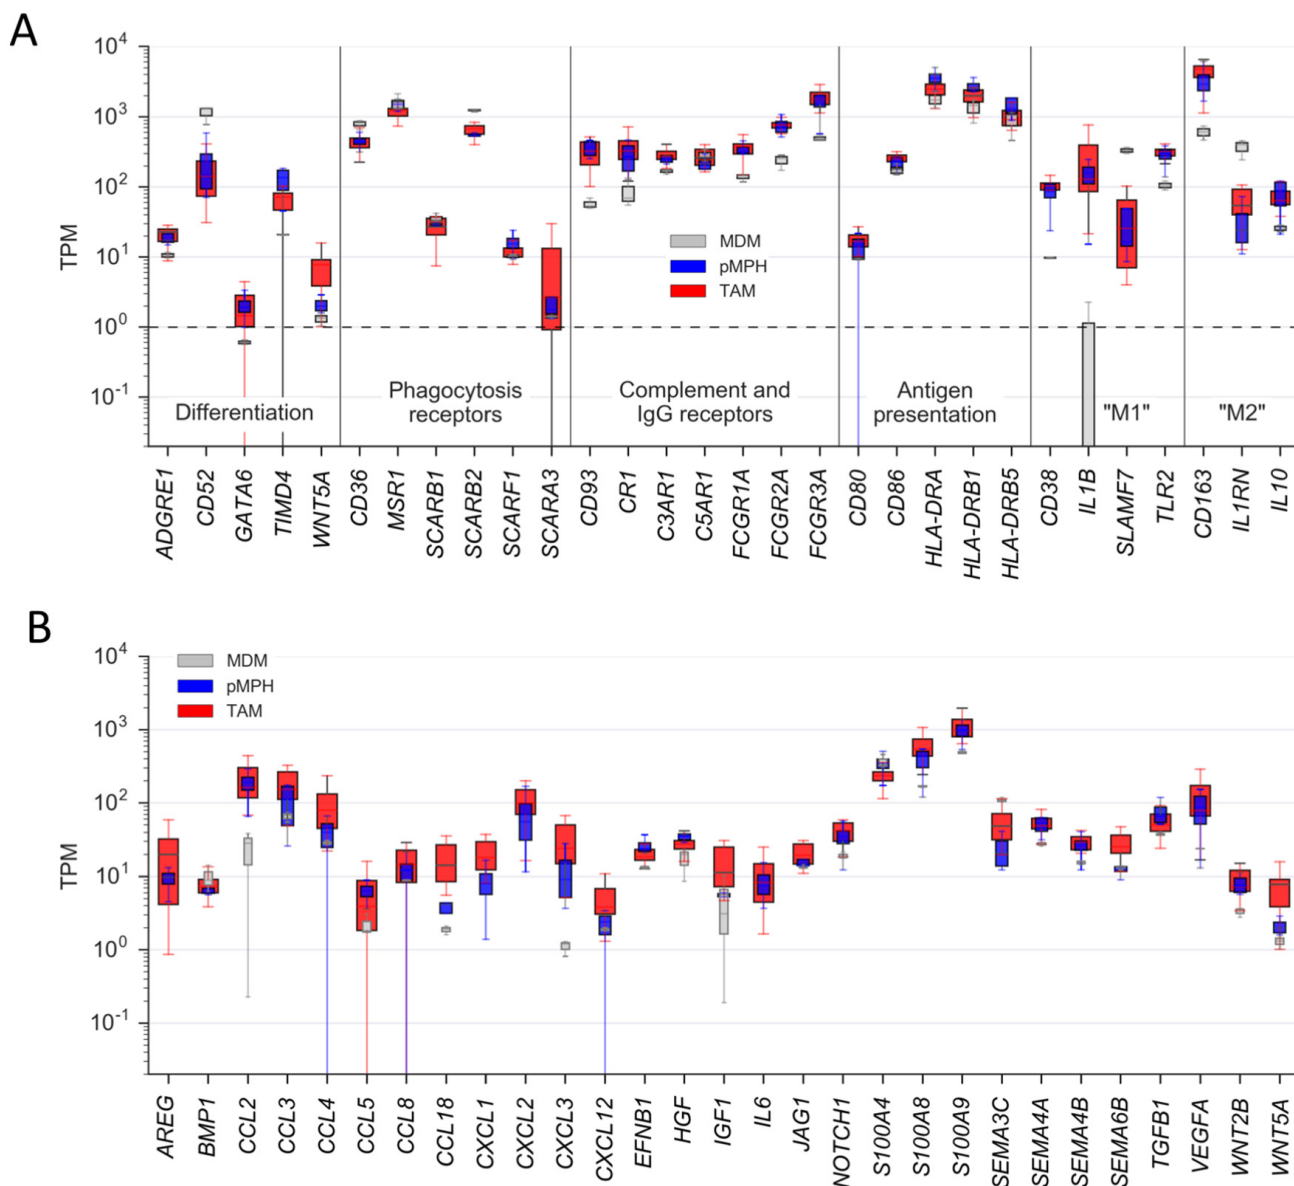 A
10^4
10^3
10^2
10^1
10^0
10^-1
TPM
MDM
pMPH
TAM
Differentiation
Phagocytosis
receptors
Complement and
IgG receptors
Antigen
presentation
"M1"
"M2"
ADGRE1
CD52
GATA6
TIMD4
WNT5A
CD36
MSR1
SCARB1
SCARB2
SCARF1
SCARA3
CD93
CR1
C3AR1
C5AR1
FCGR1A
FCGR2A
FCGR3A
CD80
CD86
HLA-DRA
HLA-DRB1
HLA-DRB5
CD38
IL1B
SLAMF7
TLR2
CD163
IL1RN
IL10
B
MDM
pMPH
TAM
10^4
10^3
10^2
10^1
10^0
10^-1
TPM
AREG
BMP1
CCL2
CCL3
CCL4
CCL5
CCL8
CCL18
CXCL1
CXCL2
CXCL3
CXCL12
EFNB1
HGF
IGF1
IL6
JAG1
NOTCH1
S100A4
S100A8
S100A9
SEMA3C
SEMA4A
SEMA4B
SEMA6B
TGFB1
VEGFA
WNT2B
WNT5A